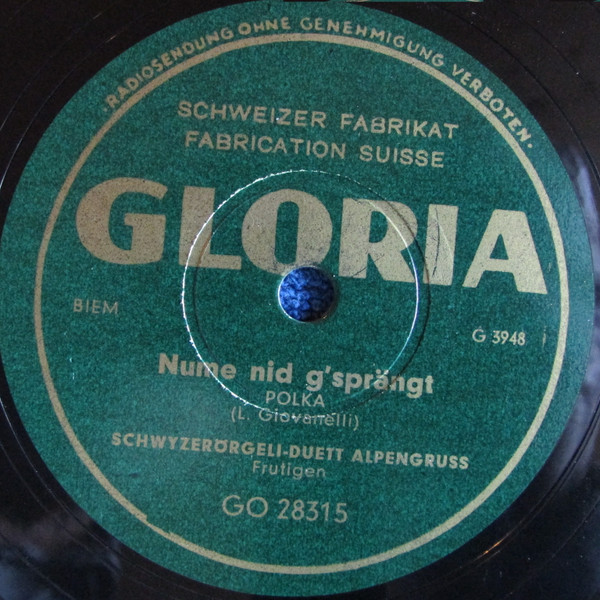 ·RADIOSENDUNG OHNE GENEHMIGUNG VERBOTEN·
SCHWEIZER FABRIKAT
FABRICATION SUISSE
GLORIA
BIEM
G 3948
Nume nid g'sprängt
POLKA
(L. Giovanelli)
SCHWYZERÖRGELI-DUETT ALPENGRUSS
Frutigen
GO 28315